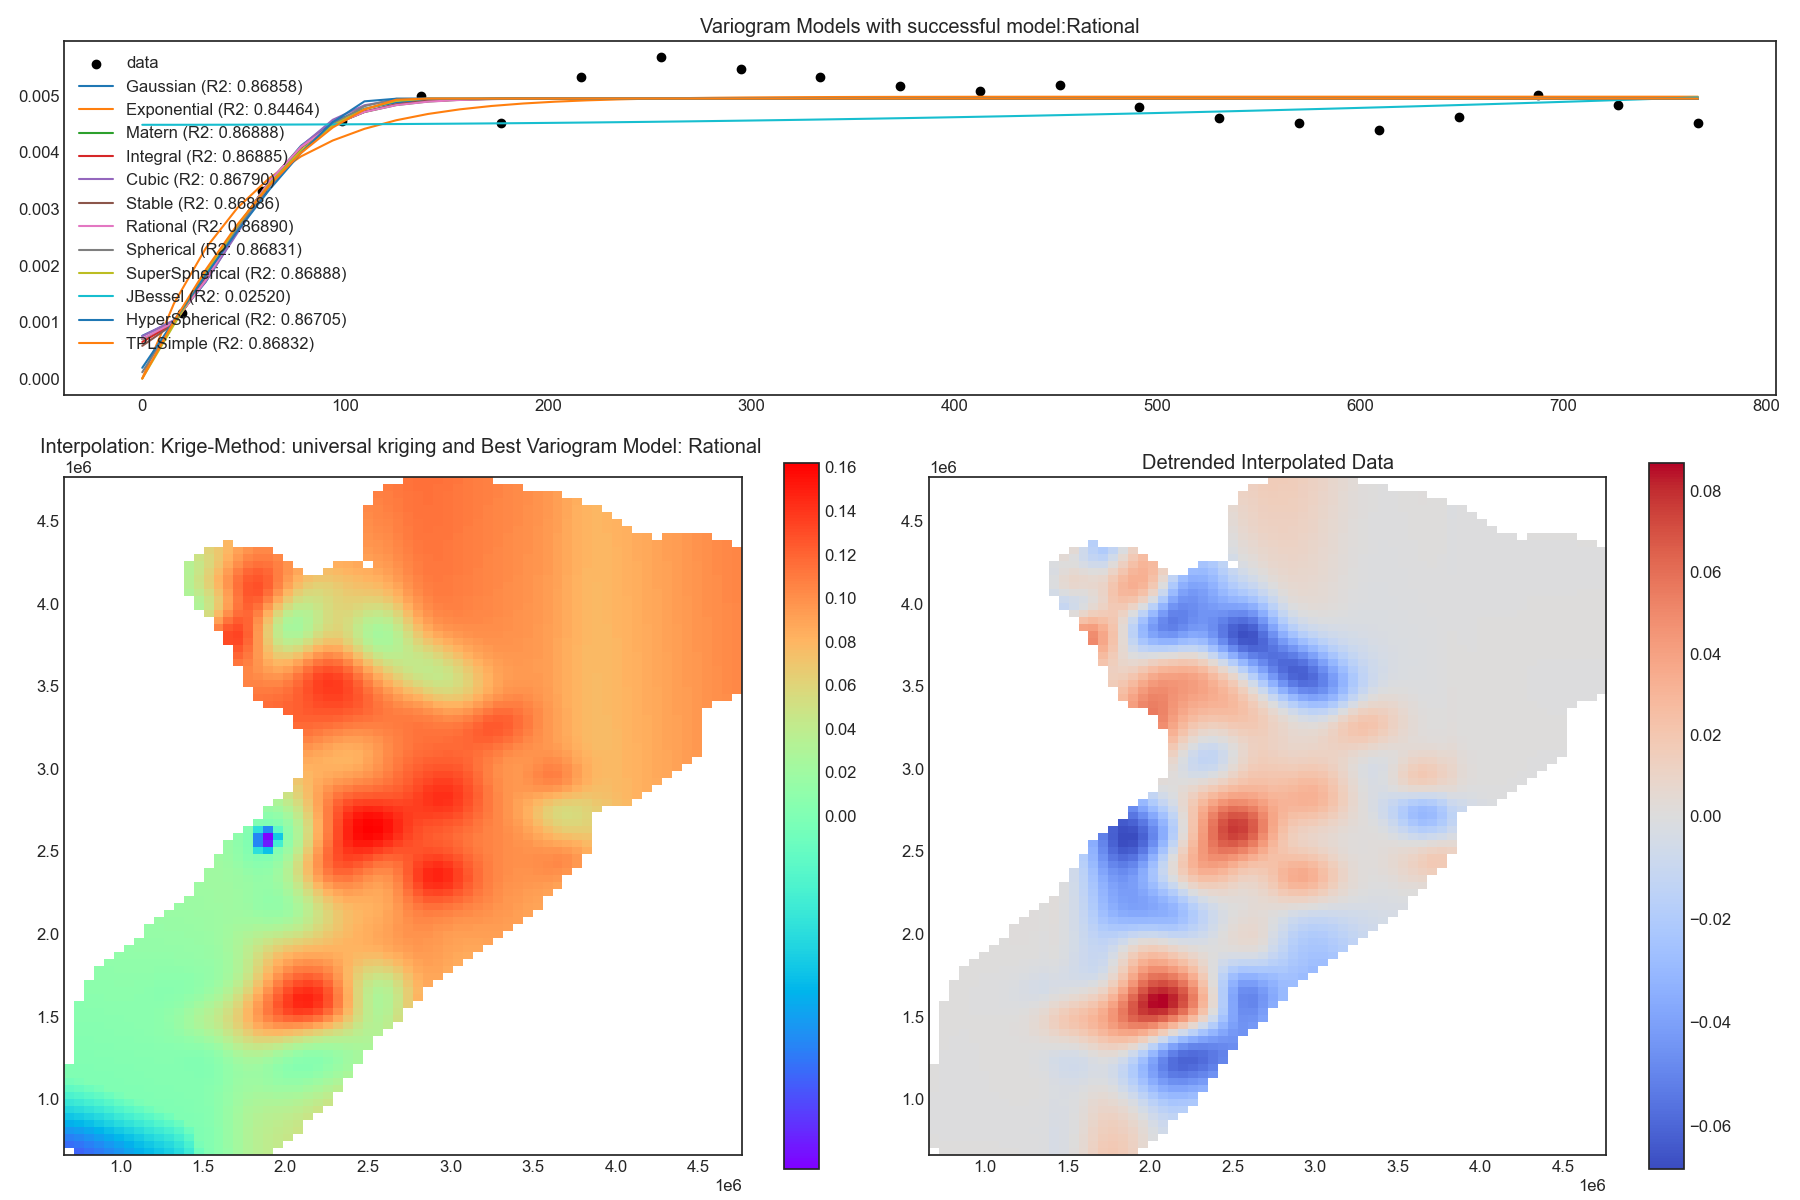 Variogram Models with successful model:Rational
data
Gaussian (R2: 0.86858)
Exponential (R2: 0.84464)
Matern (R2: 0.86888)
Integral (R2: 0.86885)
Cubic (R2: 0.86790)
Stable (R2: 0.86886)
Rational (R2: 0.86890)
Spherical (R2: 0.86831)
SuperSpherical (R2: 0.86888)
JBessel (R2: 0.02520)
HyperSpherical (R2: 0.86705)
TPLSimple (R2: 0.86832)
0.005
0.004
0.003
0.002
0.001
0.000
0 100 200 300 400 500 600 700 800
Interpolation: Krige-Method: universal kriging and Best Variogram Model: Rational
1e6
4.5
4.0
3.5
3.0
2.5
2.0
1.5
1.0
1.0 1.5 2.0 2.5 3.0 3.5 4.0 4.5
1e6
0.16
0.14
0.12
0.10
0.08
0.06
0.04
0.02
0.00
Detrended Interpolated Data
1e6
4.5
4.0
3.5
3.0
2.5
2.0
1.5
1.0
1.0 1.5 2.0 2.5 3.0 3.5 4.0 4.5
1e6
0.08
0.06
0.04
0.02
0.00
−0.02
−0.04
−0.06